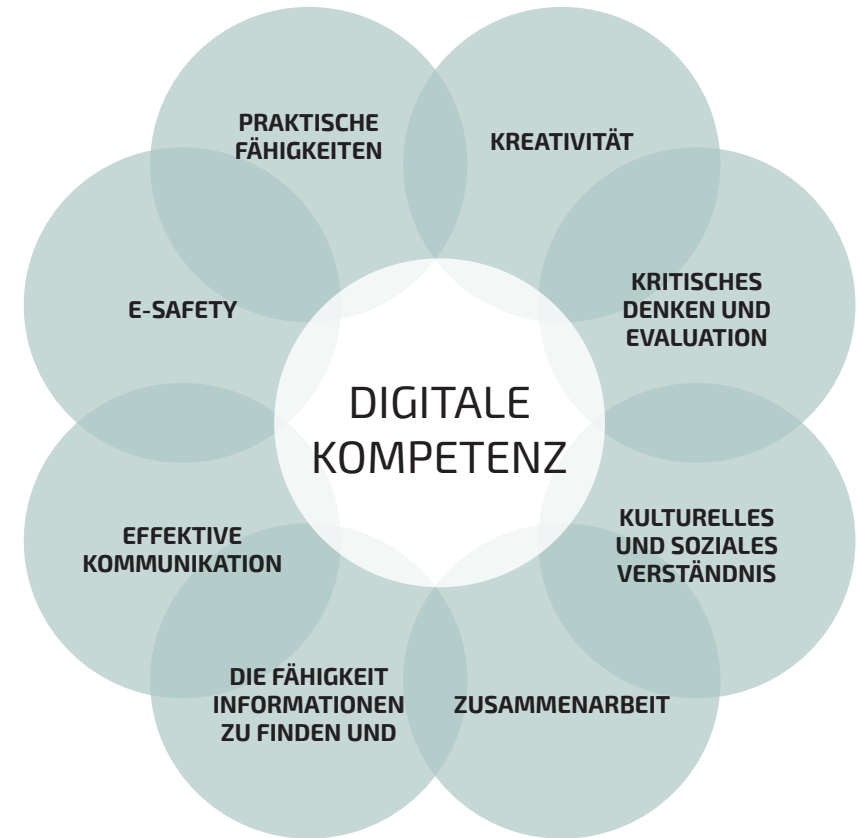 PRAKTISCHE
FÄHIGKEITEN
KREATIVITÄT
KRITISCHES
DENKEN UND
EVALUATION
KULTURELLES
UND SOZIALES
VERSTÄNDNIS
ZUSAMMENARBEIT
DIE FÄHIGKEIT
INFORMATIONEN
ZU FINDEN UND
EFFEKTIVE
KOMMUNIKATION
E-SAFETY
DIGITALE
KOMPETENZ